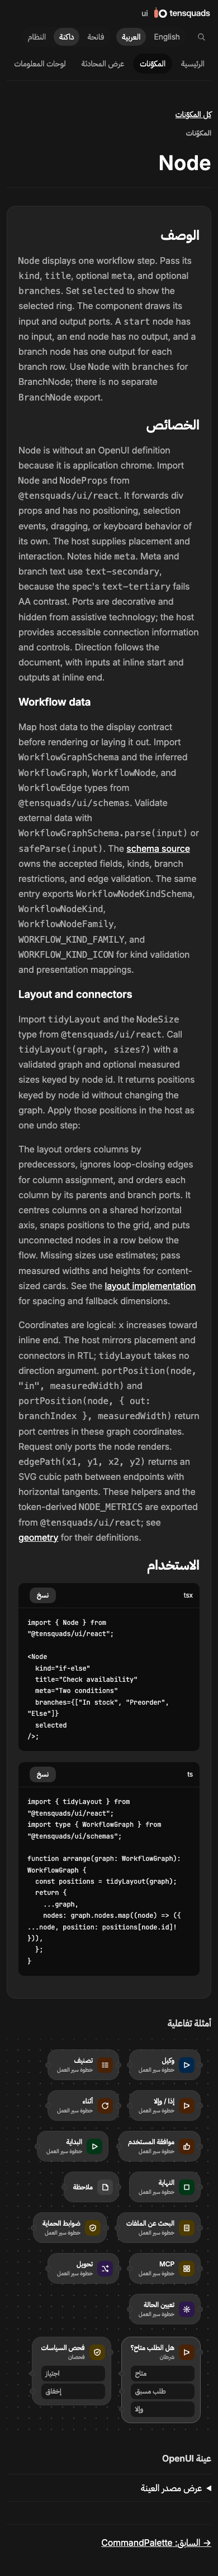 ui tensquads
English العربية فاتحة داكنة النظام
الرئيسية المكوّنات عرض المحادثة لوحات المعلومات
كل المكوّنات
المكوّنات
Node
الوصف
Node displays one workflow step. Pass its
kind, title, optional meta, and optional
branches. Set selected to show the
selected ring. The component draws its
input and output ports. A start node has
no input, an end node has no output, and a
branch node has one output for each
branch row. Use Node with branches for
BranchNode; there is no separate
BranchNode export.
الخصائص
Node is without an OpenUI definition
because it is application chrome. Import
Node and NodeProps from
@tensquads/ui/react. It forwards div
props and has no positioning, selection
events, dragging, or keyboard behavior of
its own. The host supplies placement and
interaction. Notes hide meta. Meta and
branch text use text-secondary,
because the spec's text-tertiary fails
AA contrast. Ports are decorative and
hidden from assistive technology; the host
provides semantic connection information
and controls. Direction follows the
document, with inputs at inline start and
outputs at inline end.
Workflow data
Map host data to the display contract
before rendering or laying it out. Import
WorkflowGraphSchema and the inferred
WorkflowGraph, WorkflowNode, and
WorkflowEdge types from
@tensquads/ui/schemas. Validate
external data with
WorkflowGraphSchema.parse(input) or
safeParse(input). The schema source
owns the accepted fields, kinds, branch
restrictions, and edge validation. The same
entry exports WorkflowNodeKindSchema,
WorkflowNodeKind,
WorkflowNodeFamily,
WORKFLOW_KIND_FAMILY, and
WORKFLOW_KIND_ICON for kind validation
and presentation mappings.
Layout and connectors
Import tidyLayout and the NodeSize
type from @tensquads/ui/react. Call
tidyLayout(graph, sizes?) with a
validated graph and optional measured
sizes keyed by node id. It returns positions
keyed by node id without changing the
graph. Apply those positions in the host as
one undo step:
The layout grows columns by
predecessors, ignores loop-forming edges
for column assignment, and orders each
column by its parents and branch ports. It
centres columns on a shared horizontal
axis, snaps positions to the grid, and puts
unconnected nodes in a row below the
flow. Missing sizes use estimates; pass
measured widths and heights for content-
sized cards. See the layout implementation
for spacing and fallback dimensions.
Coordinates are logical: x increases toward
inline end. The host mirrors placement and
connectors in RTL; tidyLayout takes no
direction argument. portPosition(node,
"in", measuredWidth) and
portPosition(node, { out:
branchIndex }, measuredWidth) return
port centres in these graph coordinates.
Request only ports the node renders.
edgePath(x1, y1, x2, y2) returns an
SVG cubic path between endpoints with
horizontal tangents. These helpers and the
token-derived NODE_METRICS are exported
from @tensquads/ui/react; see
geometry for their definitions.
الاستخدام
tsx نسخ
import { Node } from
"@tensquads/ui/react";
<Node
kind="if-else"
title="Check availability"
meta="Two conditions"
branches={["In stock", "Preorder",
"Else"]}
selected
/>;
ts نسخ
import { tidyLayout } from
"@tensquads/ui/react";
import type { WorkflowGraph } from
"@tensquads/ui/schemas";
function arrange(graph: WorkflowGraph):
WorkflowGraph {
const positions = tidyLayout(graph);
return {
...graph,
nodes: graph.nodes.map((node) => ({
...node, position: positions[node.id]!
})),
};
}
أمثلة تفاعلية
وكيل
خطوة سير العمل
تصنيف
خطوة سير العمل
إذا / وإلا
خطوة سير العمل
أثناء
خطوة سير العمل
موافقة المستخدم
خطوة سير العمل
البداية
خطوة سير العمل
النهاية
خطوة سير العمل
ملاحظة
البحث عن الملفات
خطوة سير العمل
ضوابط الحماية
خطوة سير العمل
MCP
خطوة سير العمل
تحويل
خطوة سير العمل
تعيين الحالة
خطوة سير العمل
هل الطلب متاح؟
شرطان
متاح
طلب مسبق
وإلا
فحص السياسات
فحصان
اجتياز
إخفاق
عينة OpenUI
عرض مصدر العينة
→ السابق: CommandPalette